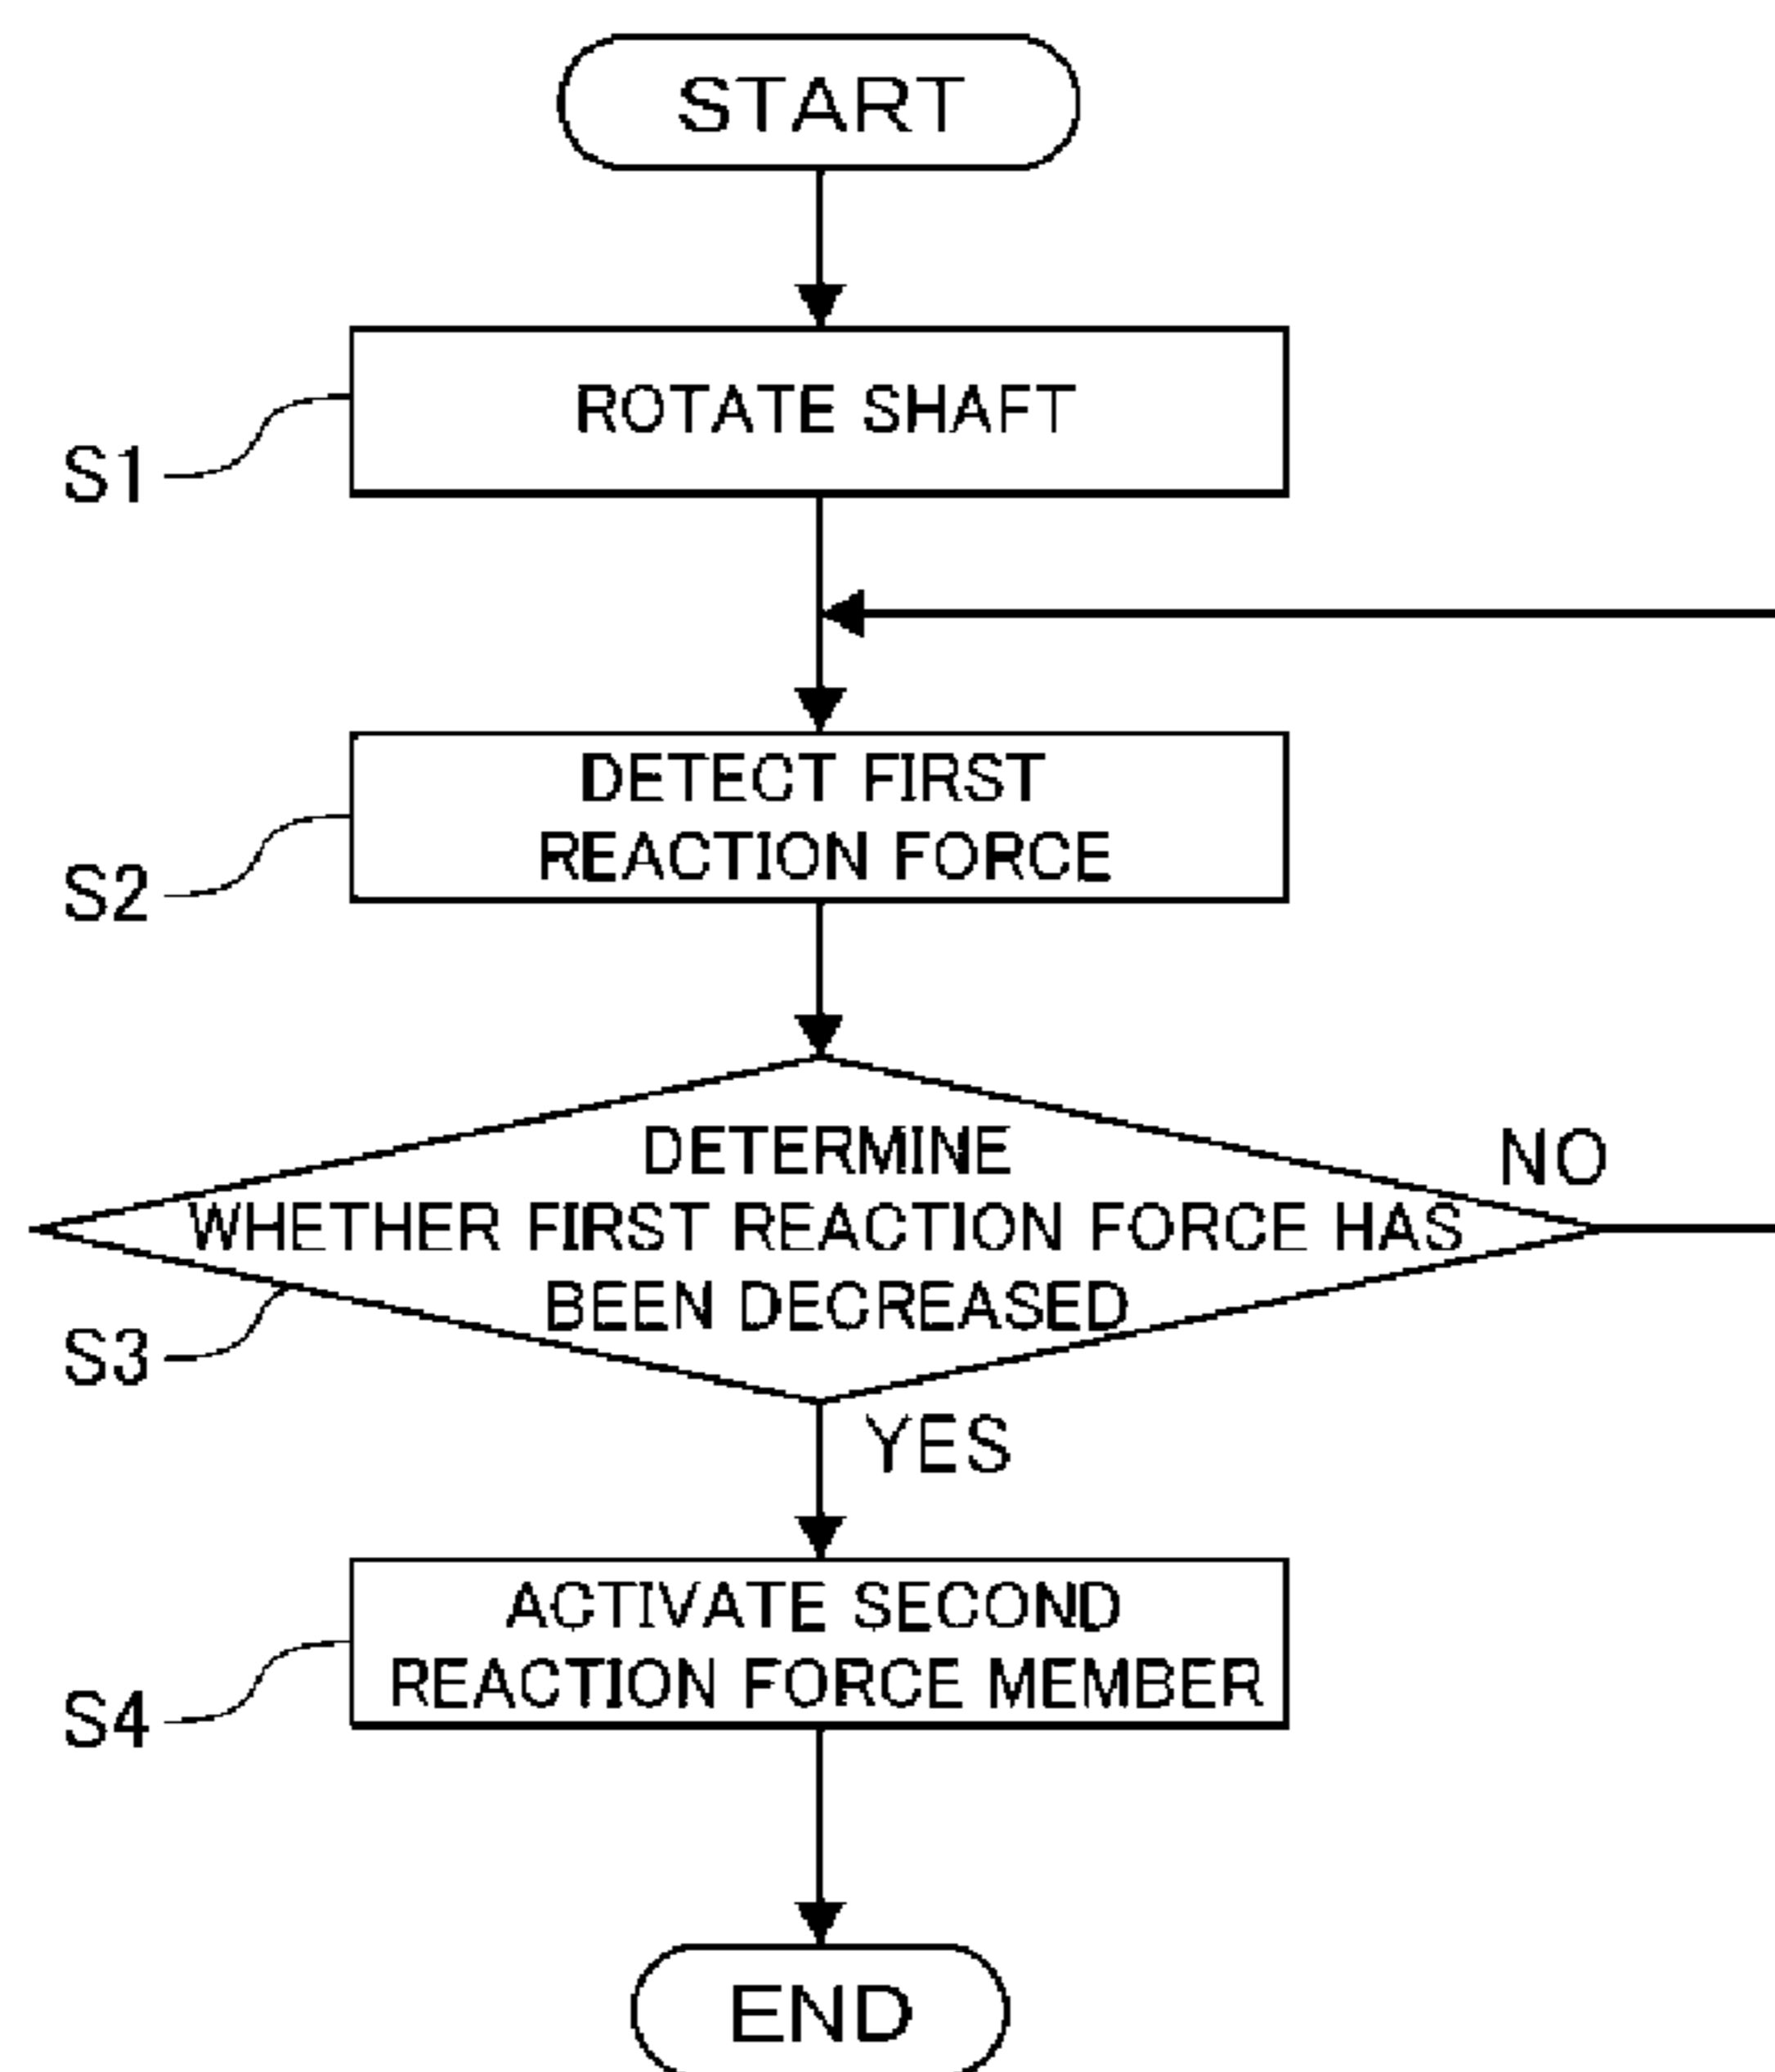 START
ROTATE SHAFT
S1
DETECT FIRST
REACTION FORCE
S2
DETERMINE
WHETHER FIRST REACTION FORCE HAS
BEEN DECREASED
NO
S3
YES
ACTIVATE SECOND
REACTION FORCE MEMBER
S4
END